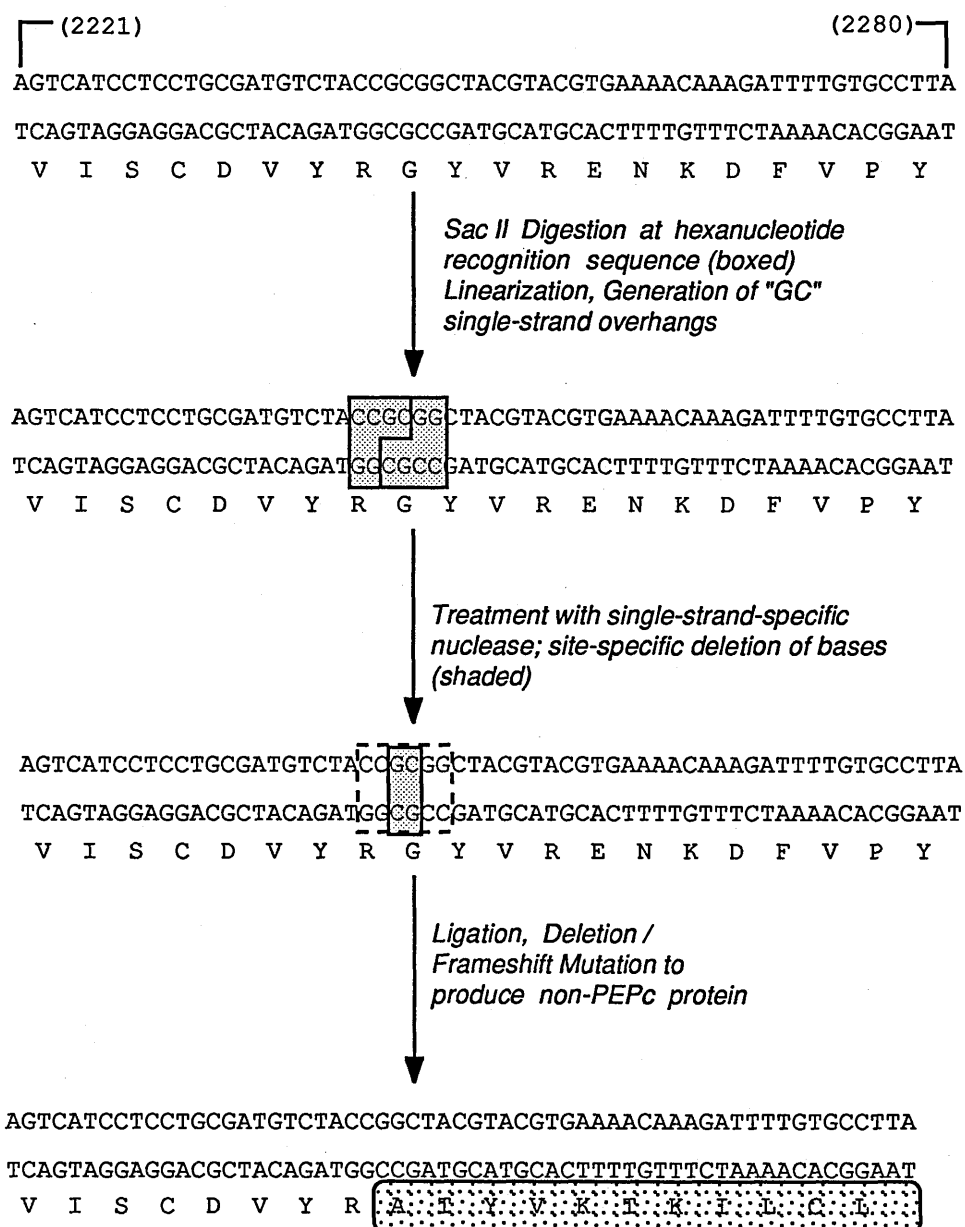 (2221) (2280)
AGTCATCCTCCTGCGATGTCTACCGCGGCTACGTACGTGAAAACAAAGATTTTGTGCCTTA
TCAGTAGGAGGACGCTACAGATGGCGCCGATGCATGCACTTTTGTTTCTAAAACACGGAAT
V I S C D V Y R G Y V R E N K D F V P Y
Sac II Digestion at hexanucleotide
recognition sequence (boxed)
Linearization, Generation of "GC"
single-strand overhangs
AGTCATCCTCCTGCGATGTCTACCGCGGCTACGTACGTGAAAACAAAGATTTTGTGCCTTA
TCAGTAGGAGGACGCTACAGATGGCGCCGATGCATGCACTTTTGTTTCTAAAACACGGAAT
V I S C D V Y R G Y V R E N K D F V P Y
Treatment with single-strand-specific
nuclease; site-specific deletion of bases
(shaded)
AGTCATCCTCCTGCGATGTCTACCGCGGCTACGTACGTGAAAACAAAGATTTTGTGCCTTA
TCAGTAGGAGGACGCTACAGATGGCGCCGATGCATGCACTTTTGTTTCTAAAACACGGAAT
V I S C D V Y R G Y V R E N K D F V P Y
Ligation, Deletion /
Frameshift Mutation to
produce non-PEPc protein
AGTCATCCTCCTGCGATGTCTACCGGCTACGTACGTGAAAACAAAGATTTTGTGCCTTA
TCAGTAGGAGGACGCTACAGATGGCCGATGCATGCACTTTTGTTTCTAAAACACGGAAT
V I S C D V Y R A T Y V K T K I L C L